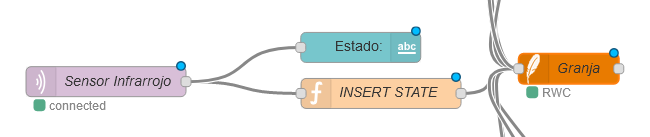 Estado:
abc
Sensor Infrarrojo
connected
INSERT STATE
Granja
RWC